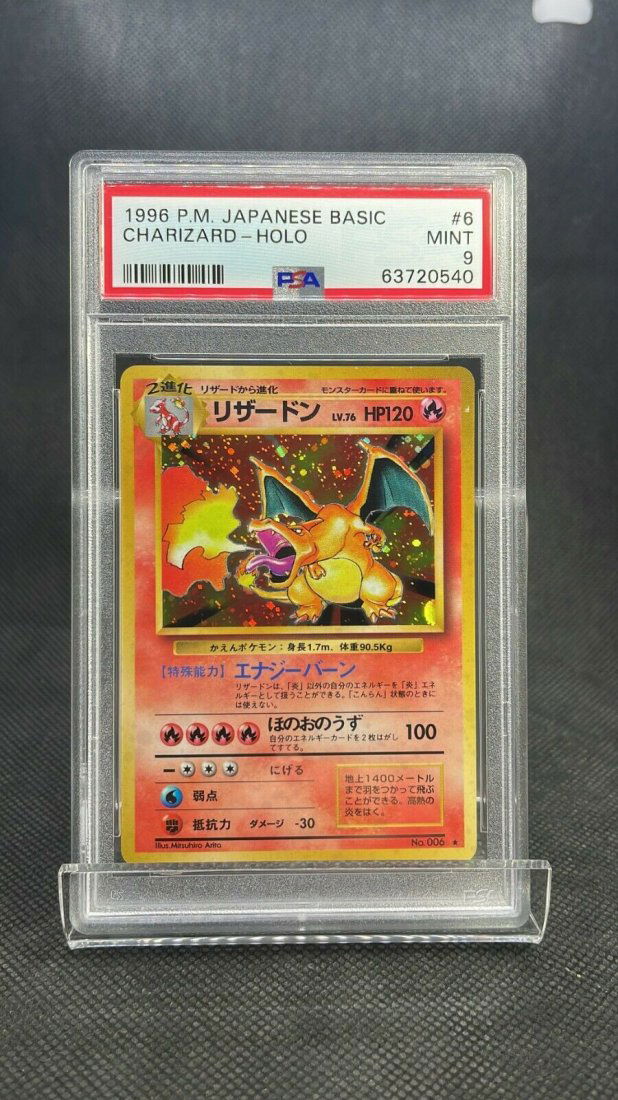 1996 P.M. JAPANESE BASIC #6
CHARIZARD - HOLO MINT
9
PSA 63720540
2進化 リザードから進化 モンスターカードに重ねて使います。
リザードン LV.76 HP120
かえんポケモン：身長1.7m、体重90.5Kg
【特殊能力】エナジーバーン
リザードンは、「炎」以外の自分のエネルギーを「炎」エネ
ルギーとして扱うことができる。「こんらん」状態のときに
は使えない。
ほのおのうず 100
自分のエネルギーカードを2枚はがし
てすてる。
にげる
弱点
抵抗力 ダメージ -30
地上1400メートル
まで羽をつかって飛ぶ
ことができる。高熱の
炎をはく。
Illus. Mitsuhiro Arita No. 006 ★
PSA